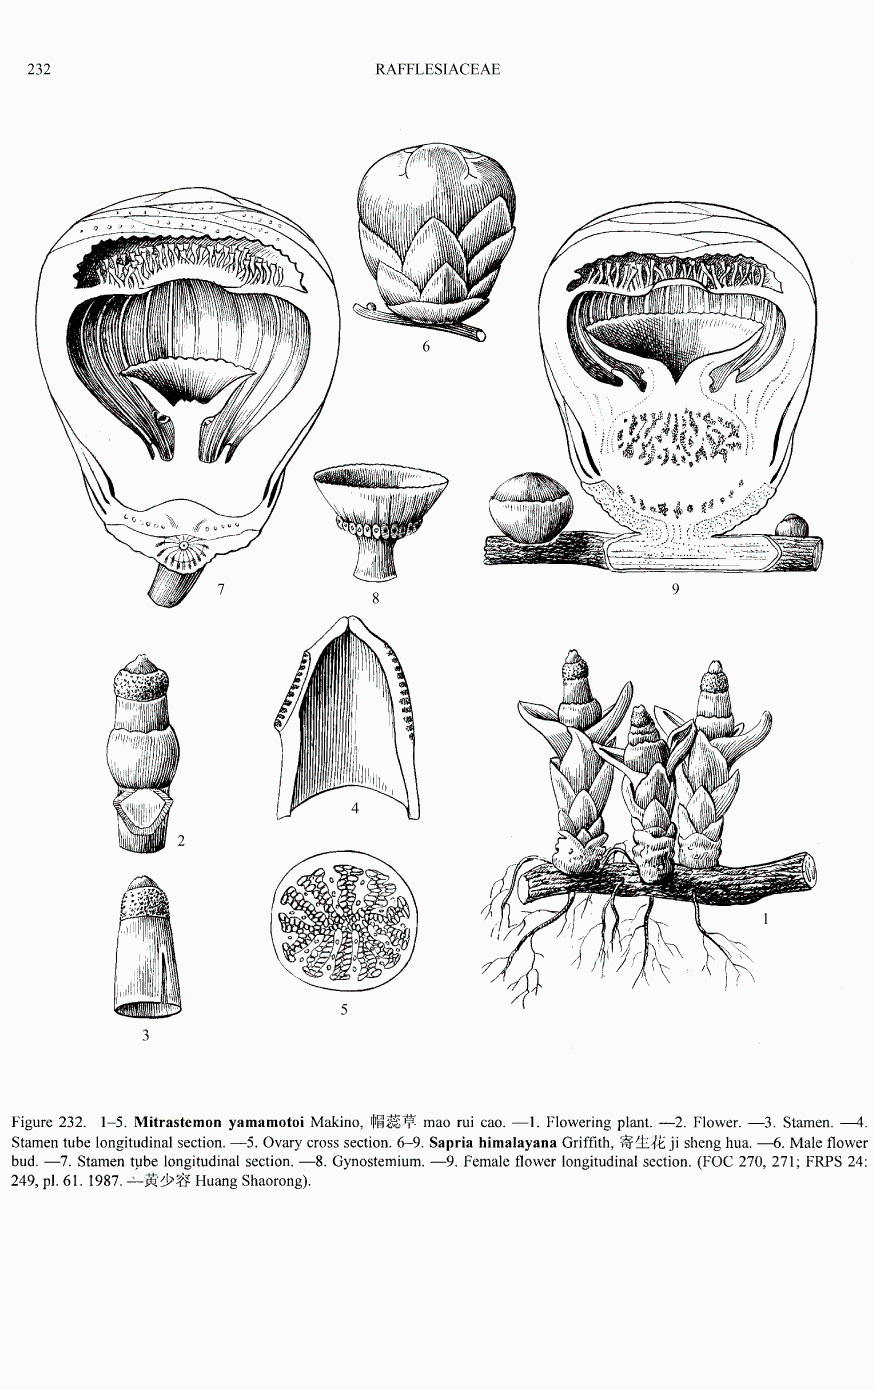 232 RAFFLESIACEAE
6
7
8
9
4
2
1
5
3
Figure 232. 1–5. Mitrastemon yamamotoi Makino, 帽蕊草 mao rui cao. —1. Flowering plant. —2. Flower. —3. Stamen. —4.
Stamen tube longitudinal section. —5. Ovary cross section. 6–9. Sapria himalayana Griffith, 寄生花 ji sheng hua. —6. Male flower
bud. —7. Stamen tube longitudinal section. —8. Gynostemium. —9. Female flower longitudinal section. (FOC 270, 271; FRPS 24:
249, pl. 61. 1987. —黄少容 Huang Shaorong).